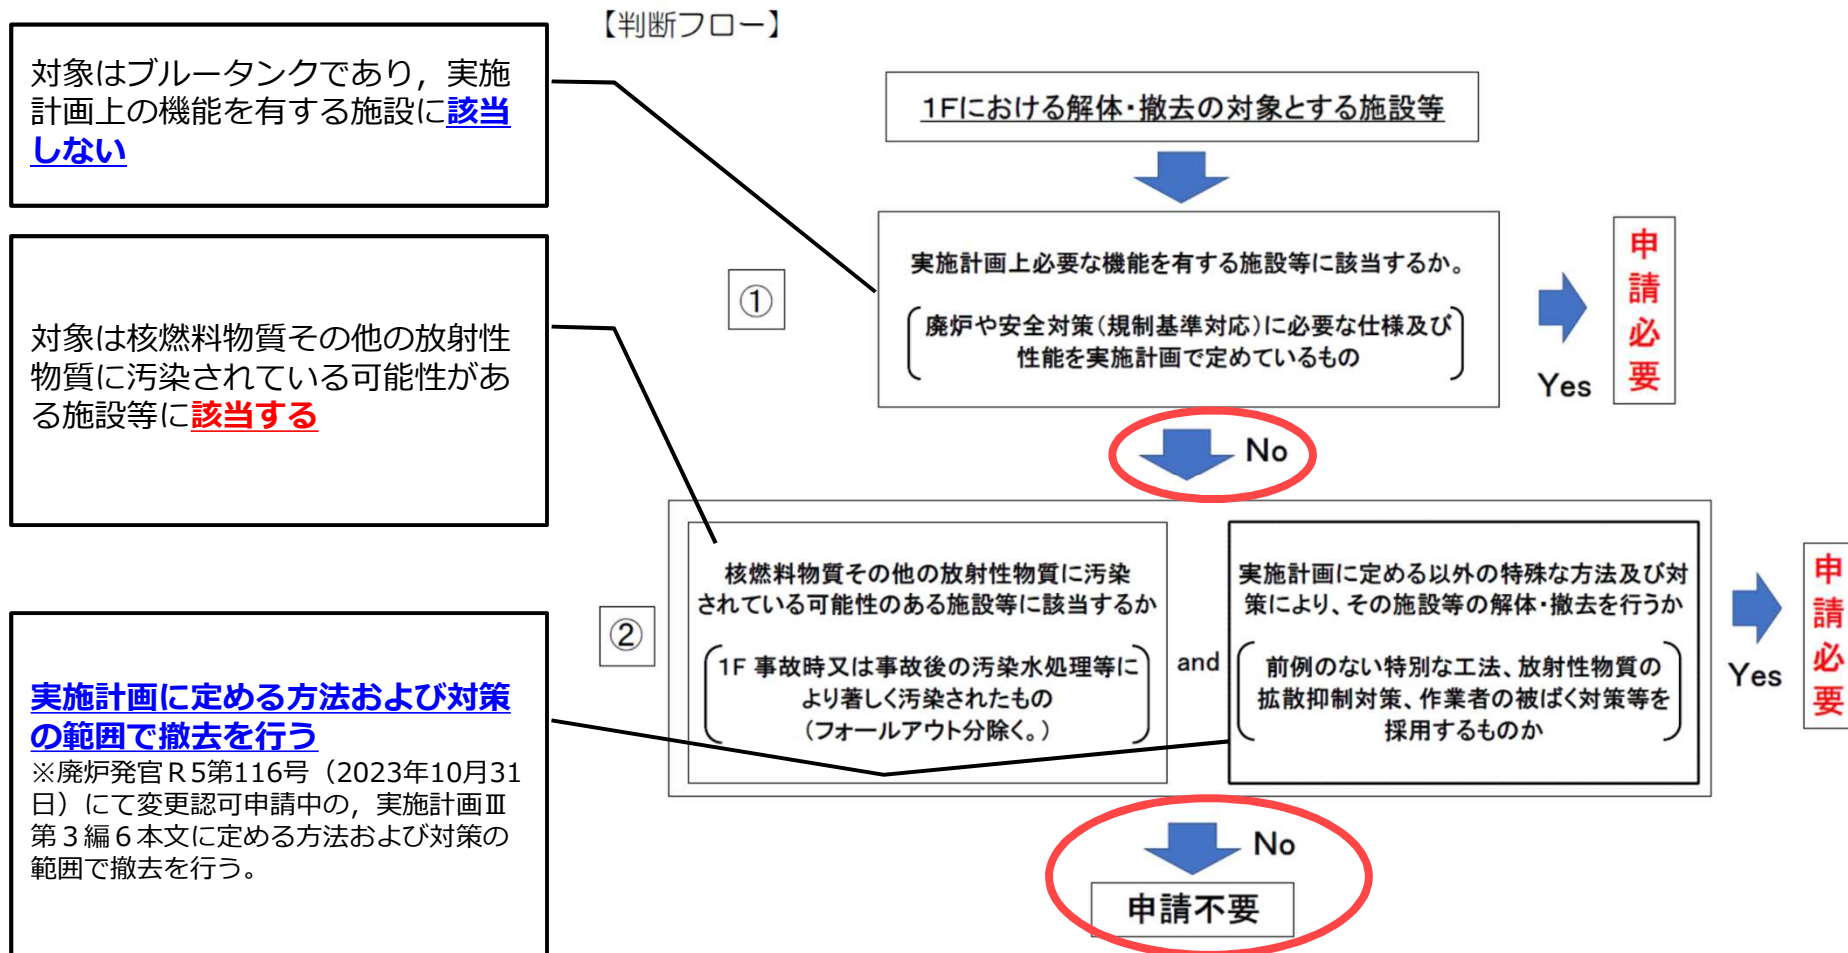 【判断フロー】
対象はブルータンクであり，実施
計画上の機能を有する施設に該当
しない
対象は核燃料物質その他の放射性
物質に汚染されている可能性があ
る施設等に該当する
実施計画に定める方法および対策
の範囲で撤去を行う
※廃炉発官Ｒ5第116号（2023年10月31
日）にて変更認可申請中の，実施計画Ⅲ
第３編６本文に定める方法および対策の
範囲で撤去を行う。
1Fにおける解体・撤去の対象とする施設等
①
実施計画上必要な機能を有する施設等に該当するか。
廃炉や安全対策（規制基準対応）に必要な仕様及び
性能を実施計画で定めているもの
Yes
申請必要
No
②
核燃料物質その他の放射性物質に汚染
されている可能性のある施設等に該当するか
1F 事故時又は事故後の汚染水処理等に
より著しく汚染されたもの
（フォールアウト分除く。）
and
実施計画に定める以外の特殊な方法及び対
策により、その施設等の解体・撤去を行うか
前例のない特別な工法、放射性物質の
拡散抑制対策、作業者の被ばく対策等を
採用するものか
Yes
申請必要
No
申請不要